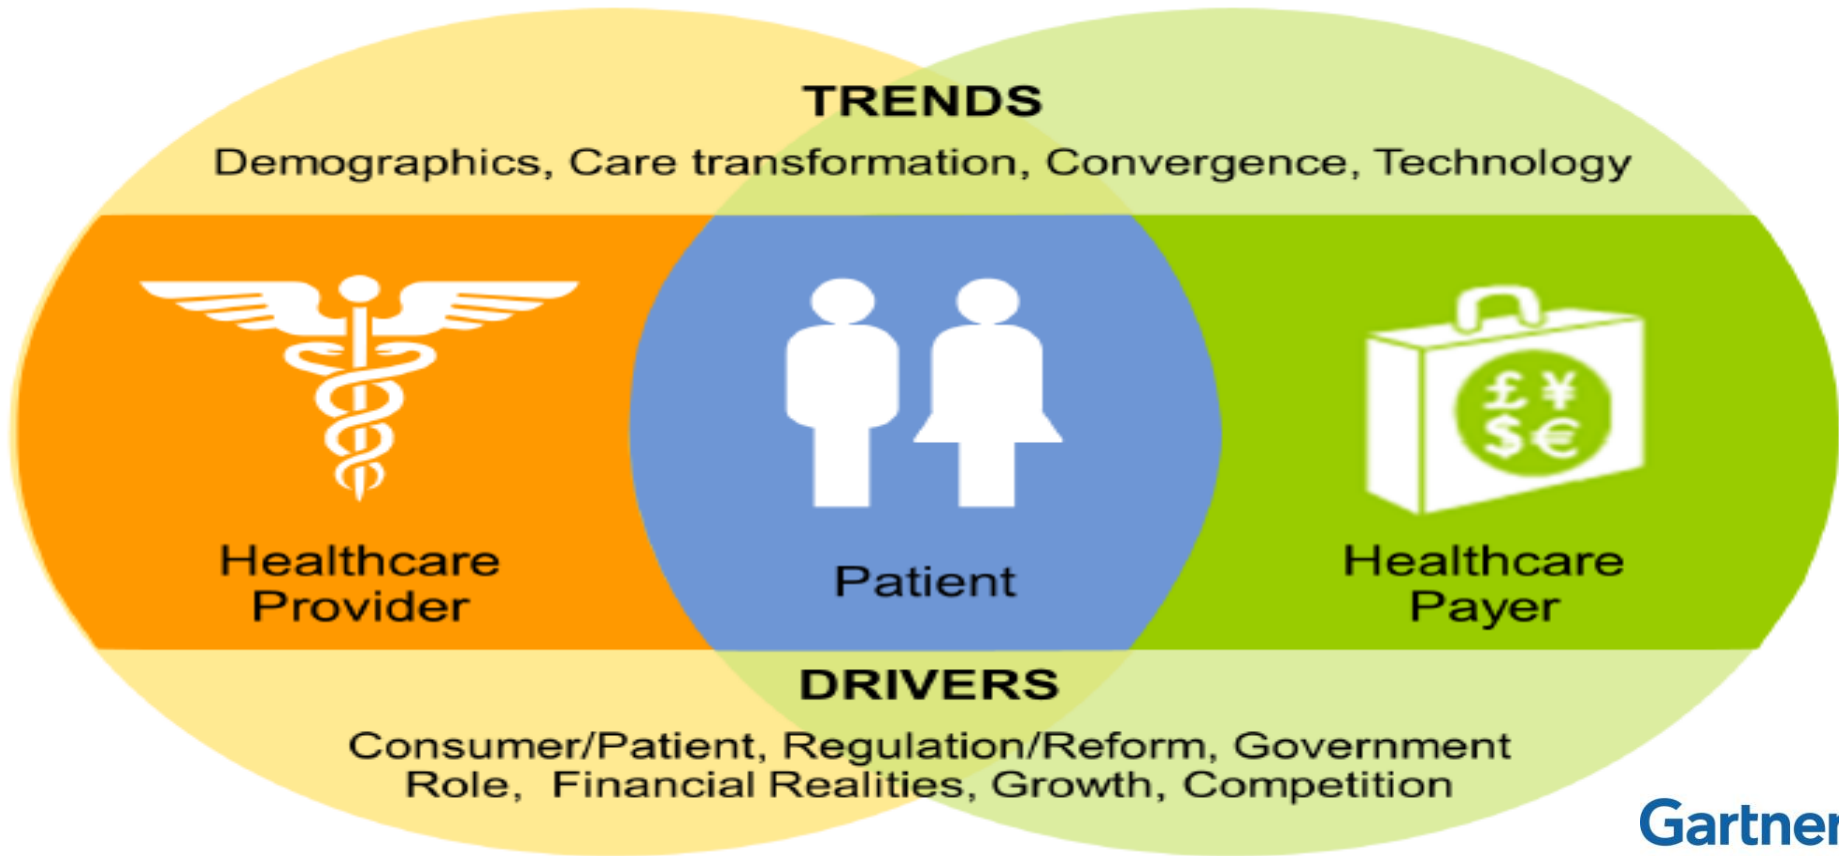 TRENDS
Demographics, Care transformation, Convergence, Technology
£ ¥
$ €
Healthcare
Provider
Patient
Healthcare
Payer
DRIVERS
Consumer/Patient, Regulation/Reform, Government
Role, Financial Realities, Growth, Competition
Gartner